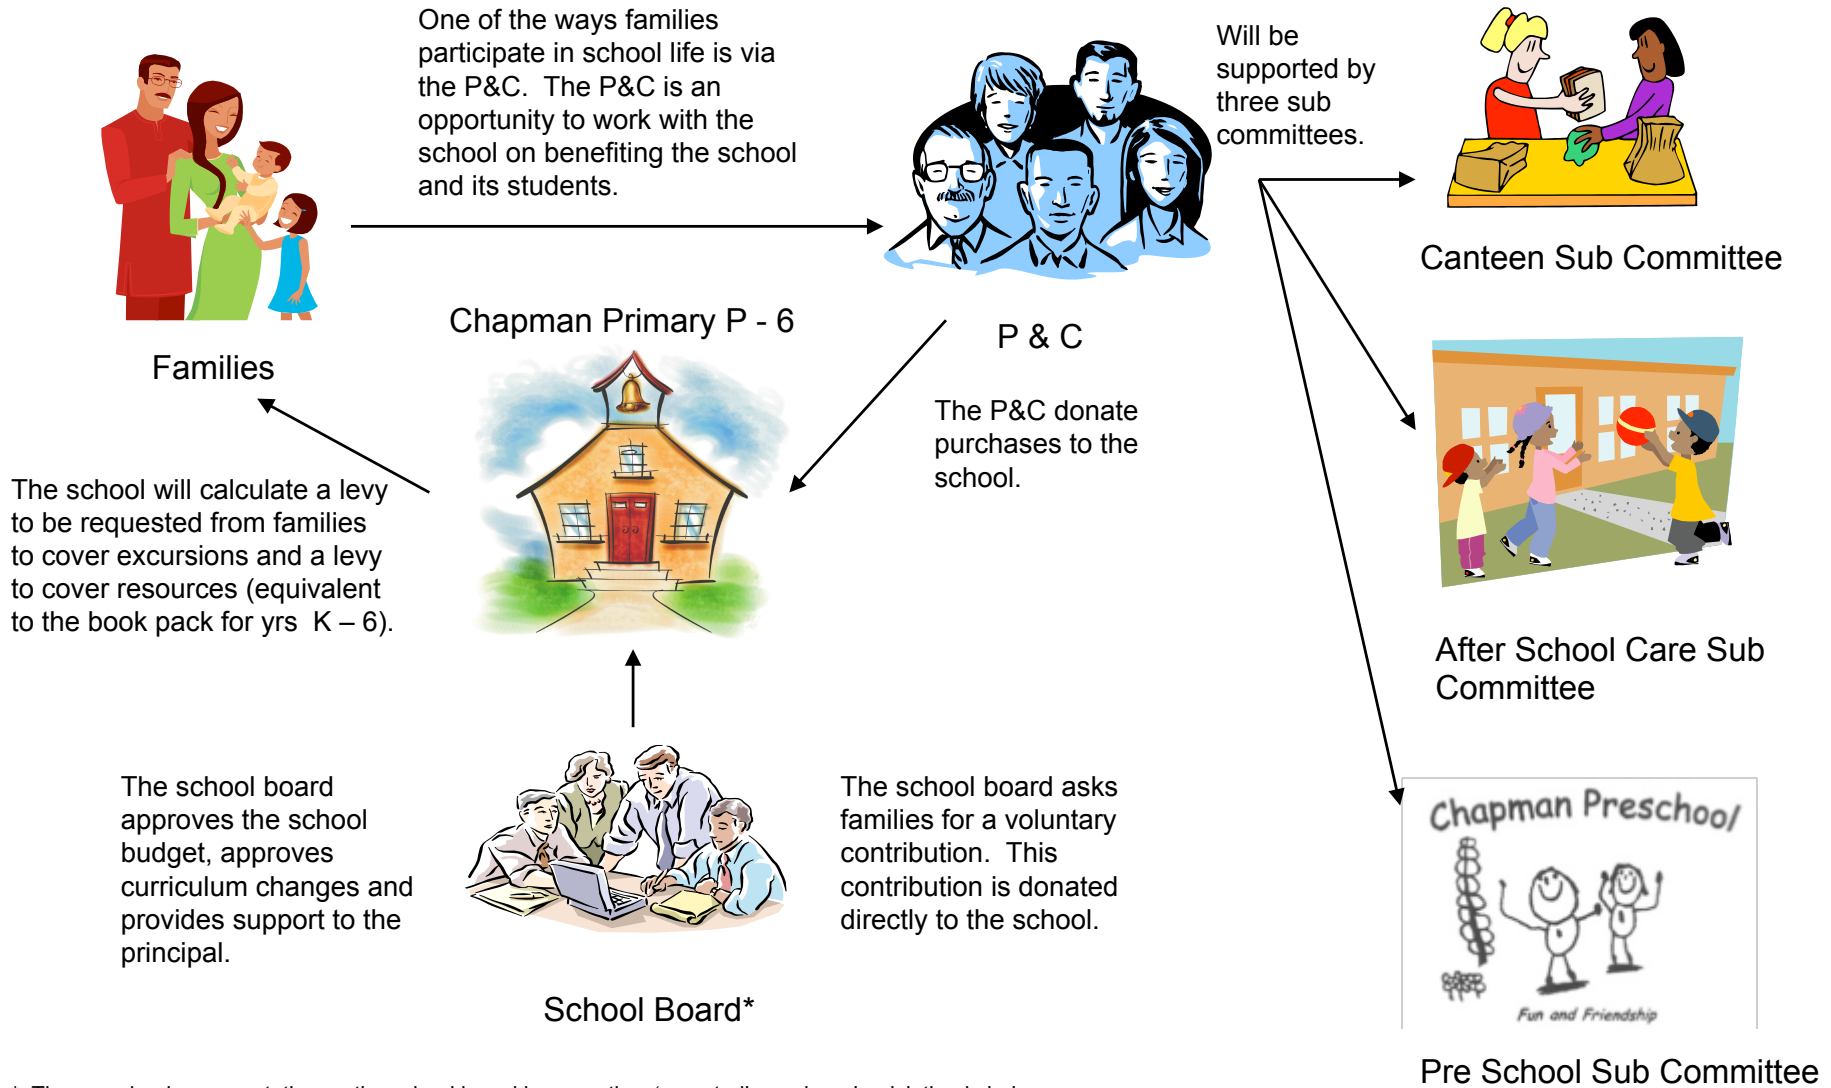 One of the ways families
participate in school life is via
the P&C.  The P&C is an
opportunity to work with the
school on benefiting the school
and its students.
Will be
supported by
three sub
committees.
Canteen Sub Committee
Chapman Primary P - 6
P & C
Families
The P&C donate
purchases to the
school.
The school will calculate a levy
to be requested from families
to cover excursions and a levy
to cover resources (equivalent
to the book pack for yrs  K – 6).
After School Care Sub
Committee
The school board
approves the school
budget, approves
curriculum changes and
provides support to the
principal.
The school board asks
families for a voluntary
contribution.  This
contribution is donated
directly to the school.
Chapman Preschool
Fun and Friendship
School Board*
Pre School Sub Committee